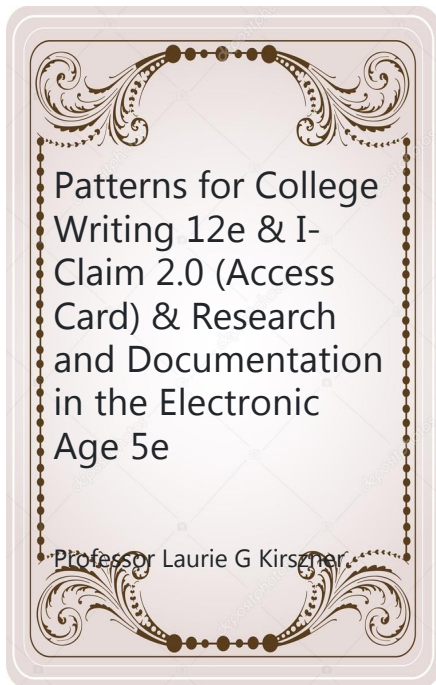 Patterns for College
Writing 12e & I-
Claim 2.0 (Access
Card) & Research
and Documentation
in the Electronic
Age 5e
Professor Laurie G Kirszner.